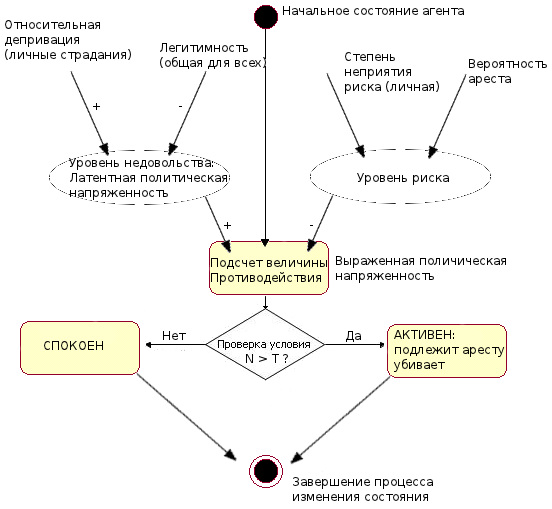 Начальное состояние агента
Относительная
депривация
(личные страдания)
Легитимность
(общая для всех)
Степень
неприятия
риска (личная)
Вероятность
ареста
+
-
Уровень недовольства:
Латентная политическая
напряженность
Уровень риска
+
-
Подсчет величины
Противодействия
Выраженная поличическая
напряженность
Нет
Проверка условия
N > T ?
Да
СПОКОЕН
АКТИВЕН:
подлежит аресту
убивает
Завершение процесса
изменения состояния